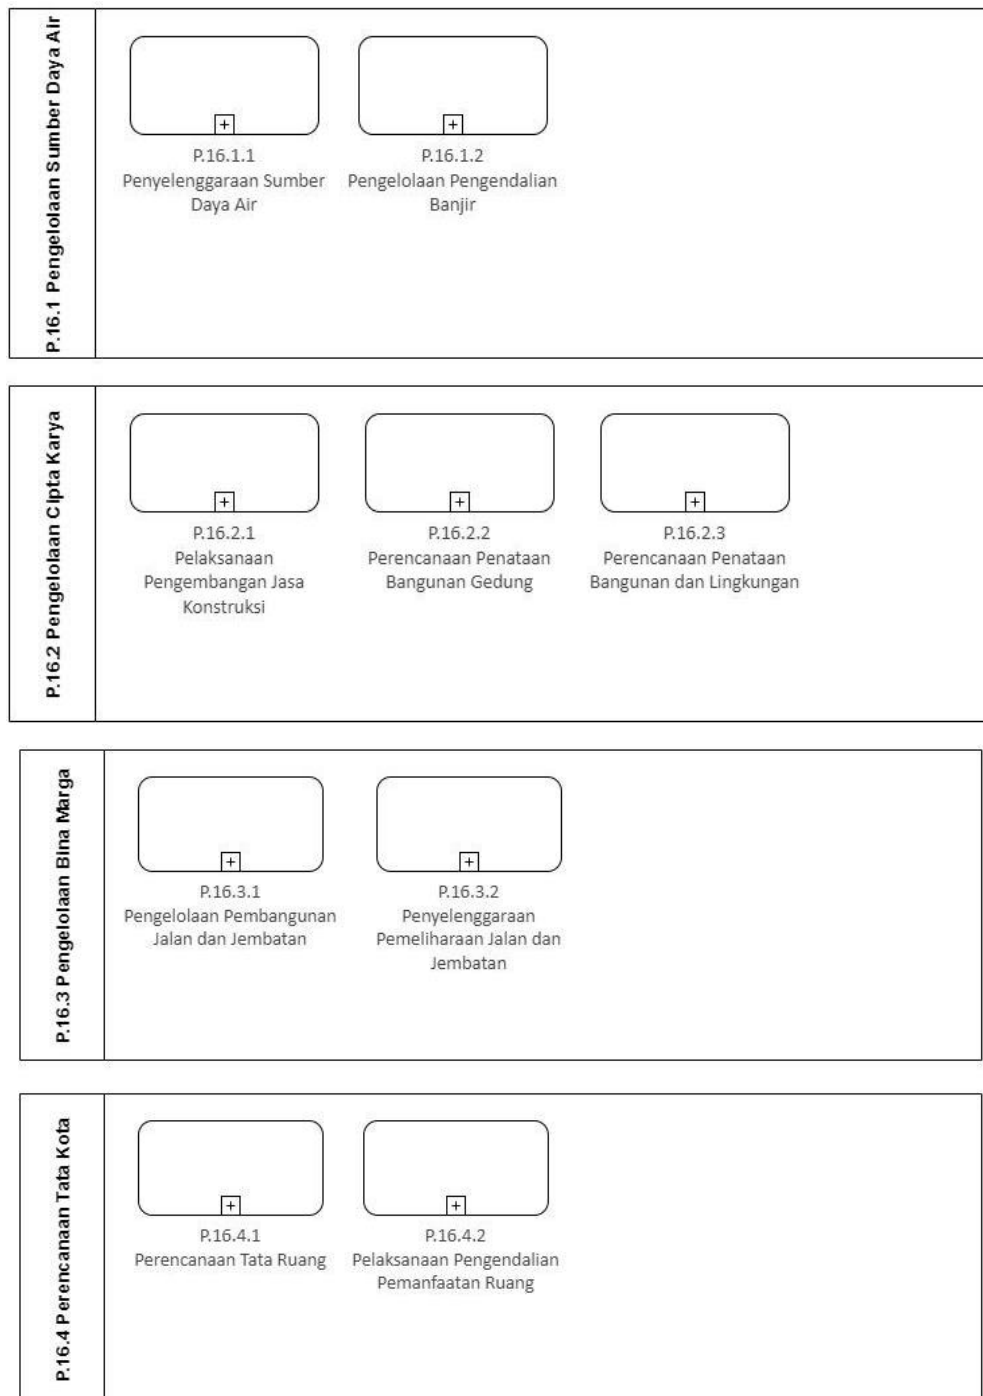 P.16.1 Pengelolaan Sumber Daya Air
P.16.1.1
Penyelenggaraan Sumber
Daya Air
P.16.1.2
Pengelolaan Pengendalian
Banjir
P.16.2 Pengelolaan Cipta Karya
P.16.2.1
Pelaksanaan
Pengembangan Jasa
Konstruksi
P.16.2.2
Perencanaan Penataan
Bangunan Gedung
P.16.2.3
Perencanaan Penataan
Bangunan dan Lingkungan
P.16.3 Pengelolaan Bina Marga
P.16.3.1
Pengelolaan Pembangunan
Jalan dan Jembatan
P.16.3.2
Penyelenggaraan
Pemeliharaan Jalan dan
Jembatan
P.16.4 Perencanaan Tata Kota
P.16.4.1
Perencanaan Tata Ruang
P.16.4.2
Pelaksanaan Pengendalian
Pemanfaatan Ruang